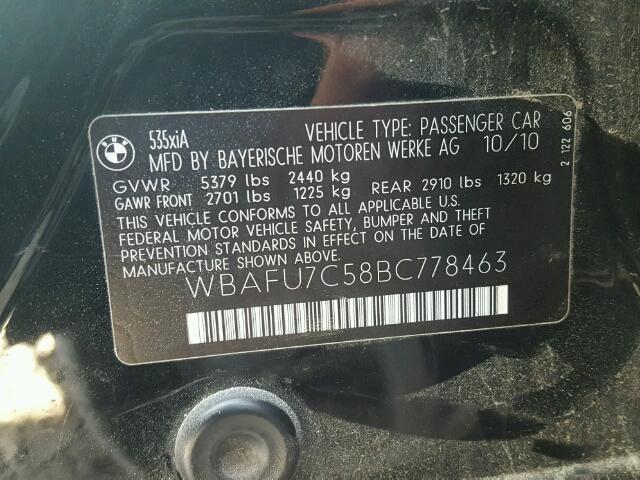 BMW
535xiA VEHICLE TYPE: PASSENGER CAR
MFD BY BAYERISCHE MOTOREN WERKE AG 10/10
GVWR 5379 lbs 2440 kg
GAWR FRONT 2701 lbs 1225 kg REAR 2910 lbs 1320 kg
THIS VEHICLE CONFORMS TO ALL APPLICABLE U.S.
FEDERAL MOTOR VEHICLE SAFETY, BUMPER AND THEFT
PREVENTION STANDARDS IN EFFECT ON THE DATE OF
MANUFACTURE SHOWN ABOVE.
WBAFU7C58BC778463
2 122 606